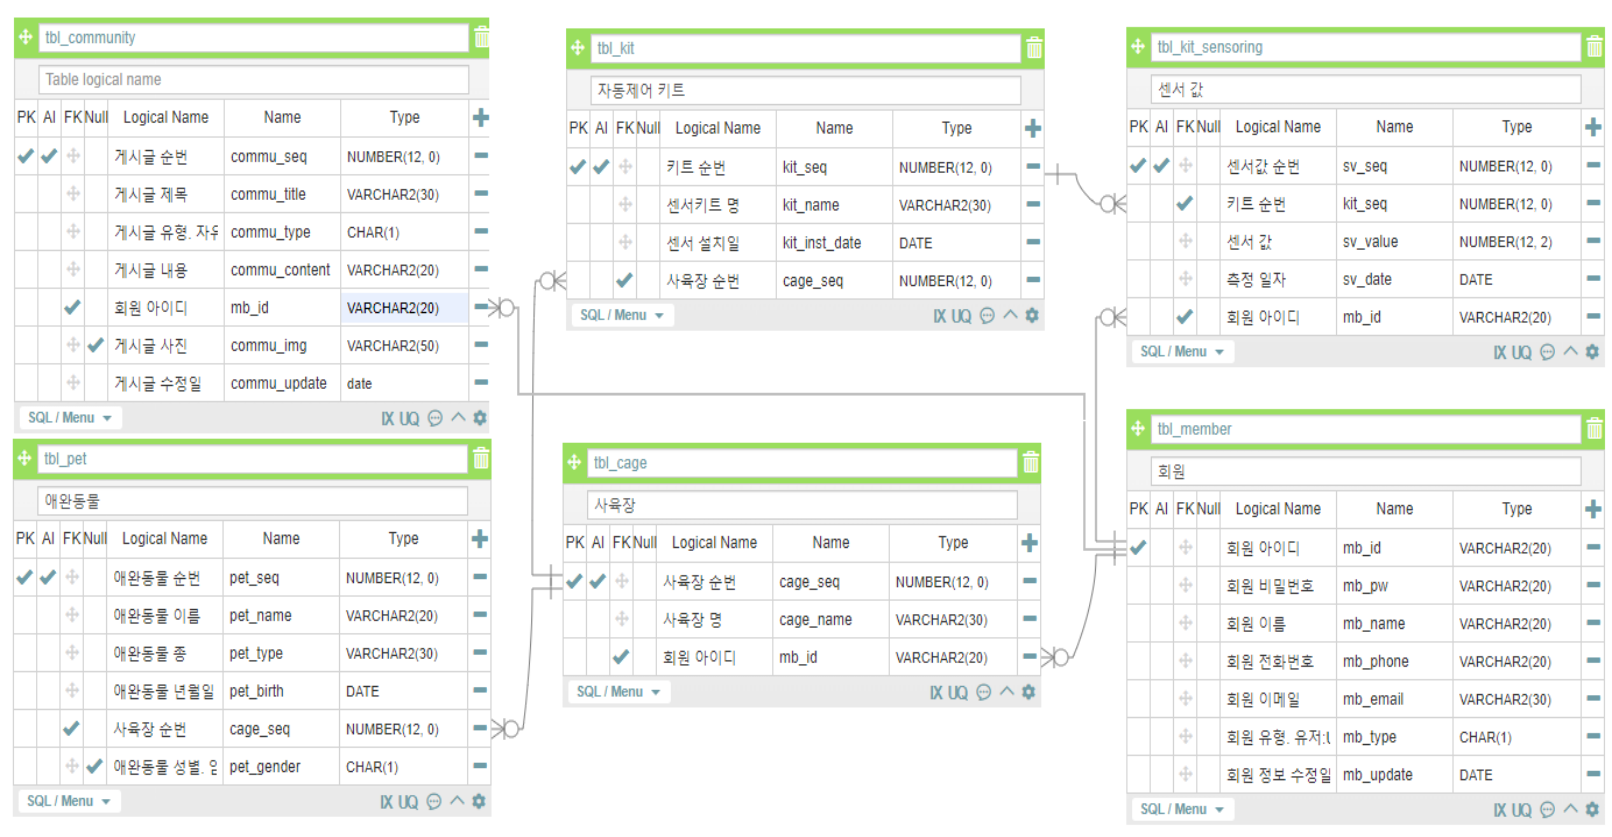 tbl_community
Table logical name
PK AI FK Null Logical Name Name Type
게시글 순번 commu_seq NUMBER(12, 0)
게시글 제목 commu_title VARCHAR2(30)
게시글 유형. 자유 commu_type CHAR(1)
게시글 내용 commu_content VARCHAR2(20)
회원 아이디 mb_id VARCHAR2(20)
게시글 사진 commu_img VARCHAR2(50)
게시글 수정일 commu_update date
SQL / Menu IX UQ
tbl_pet
애완동물
PK AI FK Null Logical Name Name Type
애완동물 순번 pet_seq NUMBER(12, 0)
애완동물 이름 pet_name VARCHAR2(20)
애완동물 종 pet_type VARCHAR2(30)
애완동물 년월일 pet_birth DATE
사육장 순번 cage_seq NUMBER(12, 0)
애완동물 성별. pet_gender CHAR(1)
SQL / Menu IX UQ
tbl_kit
자동제어 키트
PK AI FK Null Logical Name Name Type
키트 순번 kit_seq NUMBER(12, 0)
센서키트 명 kit_name VARCHAR2(30)
센서 설치일 kit_inst_date DATE
사육장 순번 cage_seq NUMBER(12, 0)
SQL / Menu IX UQ
tbl_cage
사육장
PK AI FK Null Logical Name Name Type
사육장 순번 cage_seq NUMBER(12, 0)
사육장 명 cage_name VARCHAR2(30)
회원 아이디 mb_id VARCHAR2(20)
SQL / Menu IX UQ
tbl_kit_sensoring
센서 값
PK AI FK Null Logical Name Name Type
센서값 순번 sv_seq NUMBER(12, 0)
키트 순번 kit_seq NUMBER(12, 0)
센서 값 sv_value NUMBER(12, 2)
측정 일자 sv_date DATE
회원 아이디 mb_id VARCHAR2(20)
SQL / Menu IX UQ
tbl_member
회원
PK AI FK Null Logical Name Name Type
회원 아이디 mb_id VARCHAR2(20)
회원 비밀번호 mb_pw VARCHAR2(20)
회원 이름 mb_name VARCHAR2(20)
회원 전화번호 mb_phone VARCHAR2(20)
회원 이메일 mb_email VARCHAR2(30)
회원 유형. 유저: mb_type CHAR(1)
회원 정보 수정일 mb_update DATE
SQL / Menu IX UQ